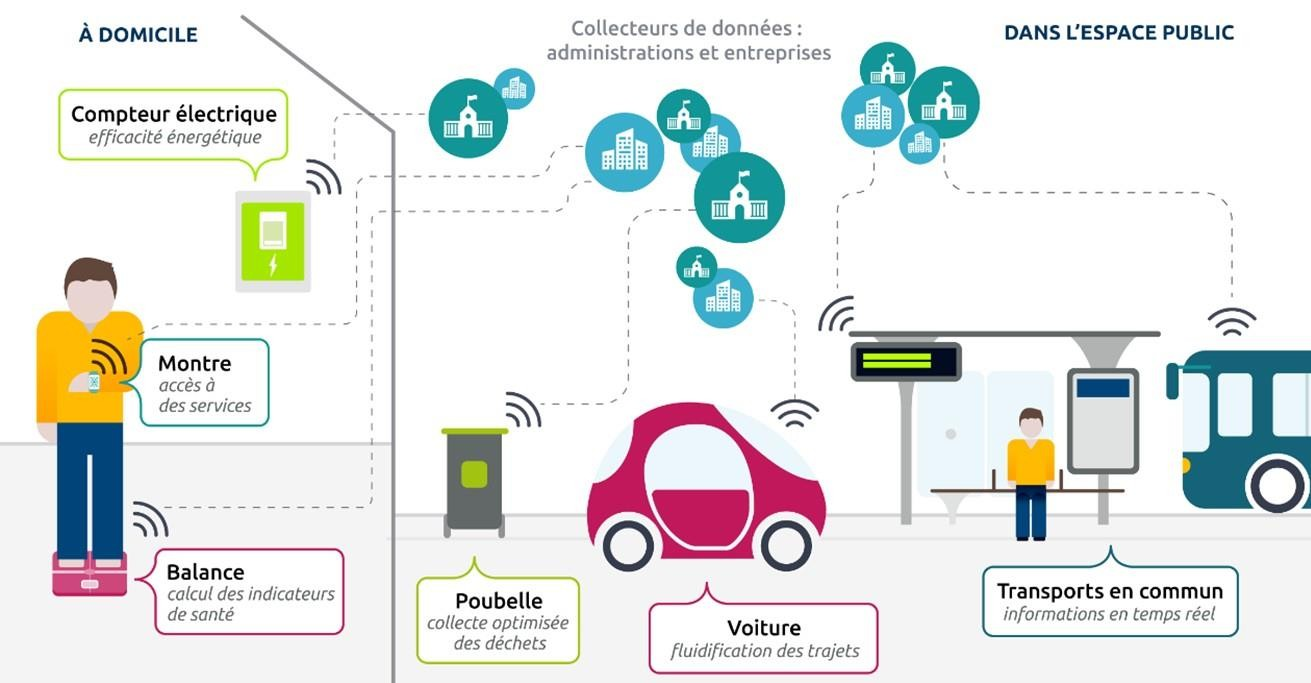 À DOMICILE
Collecteurs de données :
administrations et entreprises
DANS L'ESPACE PUBLIC
Compteur électrique
efficacité énergétique
Montre
accès à
des services
Balance
calcul des indicateurs
de santé
Poubelle
collecte optimisée
des déchets
Voiture
fluidification des trajets
Transports en commun
informations en temps réel